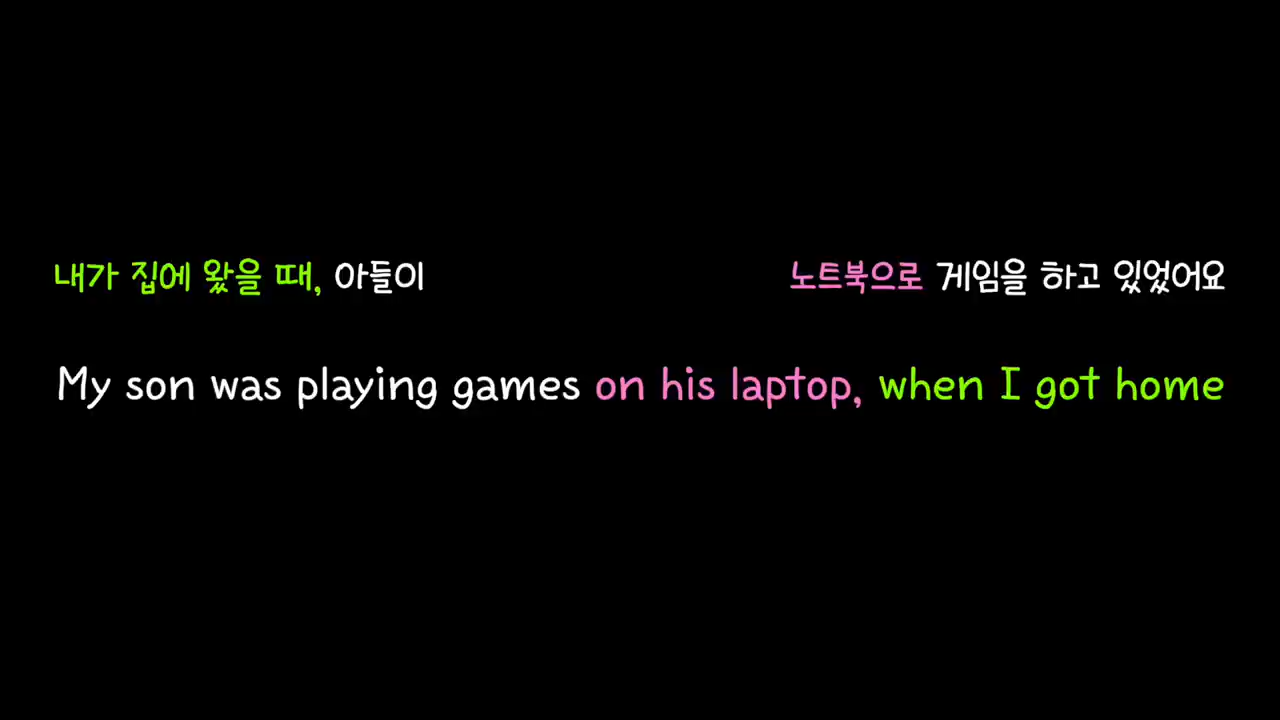 내가 집에 왔을 때, 아들이 노트북으로 게임을 하고 있었어요
My son was playing games on his laptop, when I got home